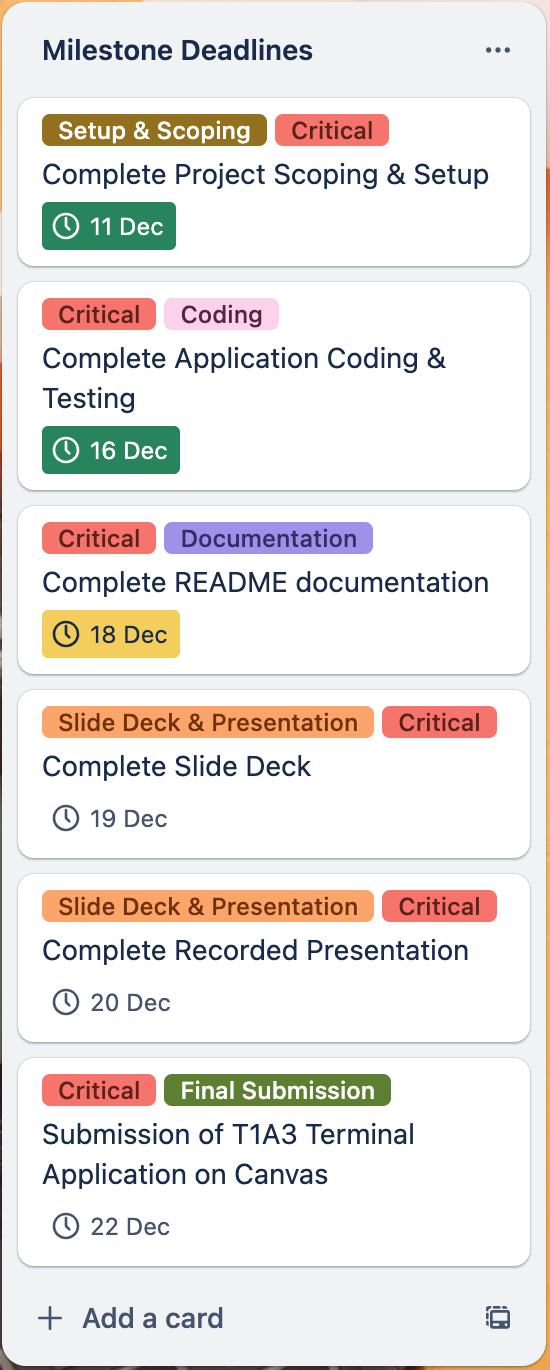 Milestone Deadlines
Setup & Scoping Critical
Complete Project Scoping & Setup
11 Dec
Critical Coding
Complete Application Coding &
Testing
16 Dec
Critical Documentation
Complete README documentation
18 Dec
Slide Deck & Presentation Critical
Complete Slide Deck
19 Dec
Slide Deck & Presentation Critical
Complete Recorded Presentation
20 Dec
Critical Final Submission
Submission of T1A3 Terminal
Application on Canvas
22 Dec
Add a card